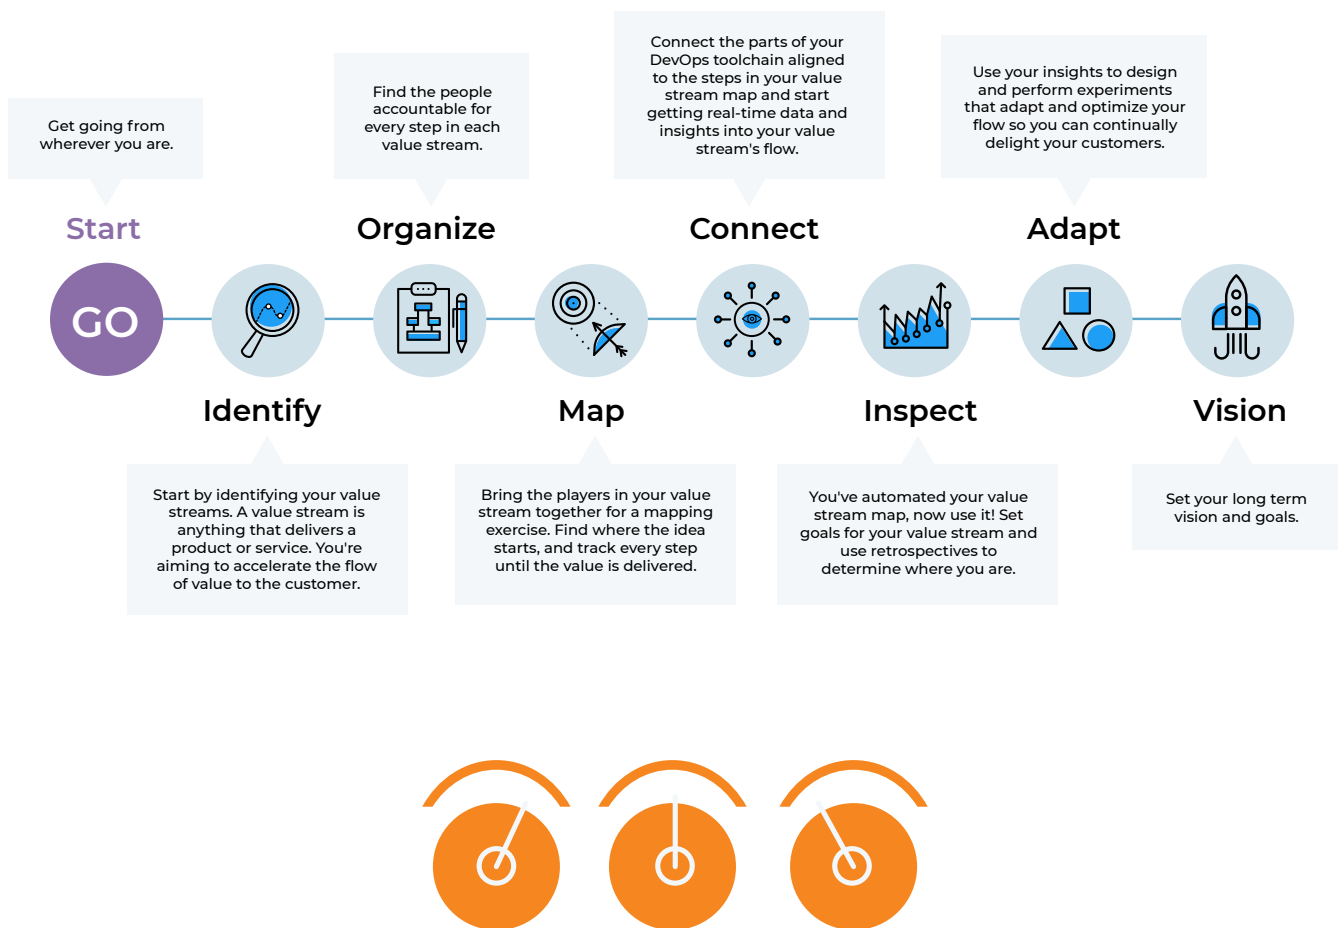 Get going from
wherever you are.
Start
GO
Start by identifying your value
streams. A value stream is
anything that delivers a
product or service. You're
aiming to accelerate the flow
of value to the customer.
Identify
Find the people
accountable for
every step in each
value stream.
Organize
Map
Bring the players in your value
stream together for a mapping
exercise. Find where the idea
starts, and track every step
until the value is delivered.
Connect the parts of your
DevOps toolchain aligned
to the steps in your value
stream map and start
getting real-time data and
insights into your value
stream's flow.
Connect
Inspect
You've automated your value
stream map, now use it! Set
goals for your value stream and
use retrospectives to
determine where you are.
Use your insights to design
and perform experiments
that adapt and optimize your
flow so you can continually
delight your customers.
Adapt
Vision
Set your long term
vision and goals.